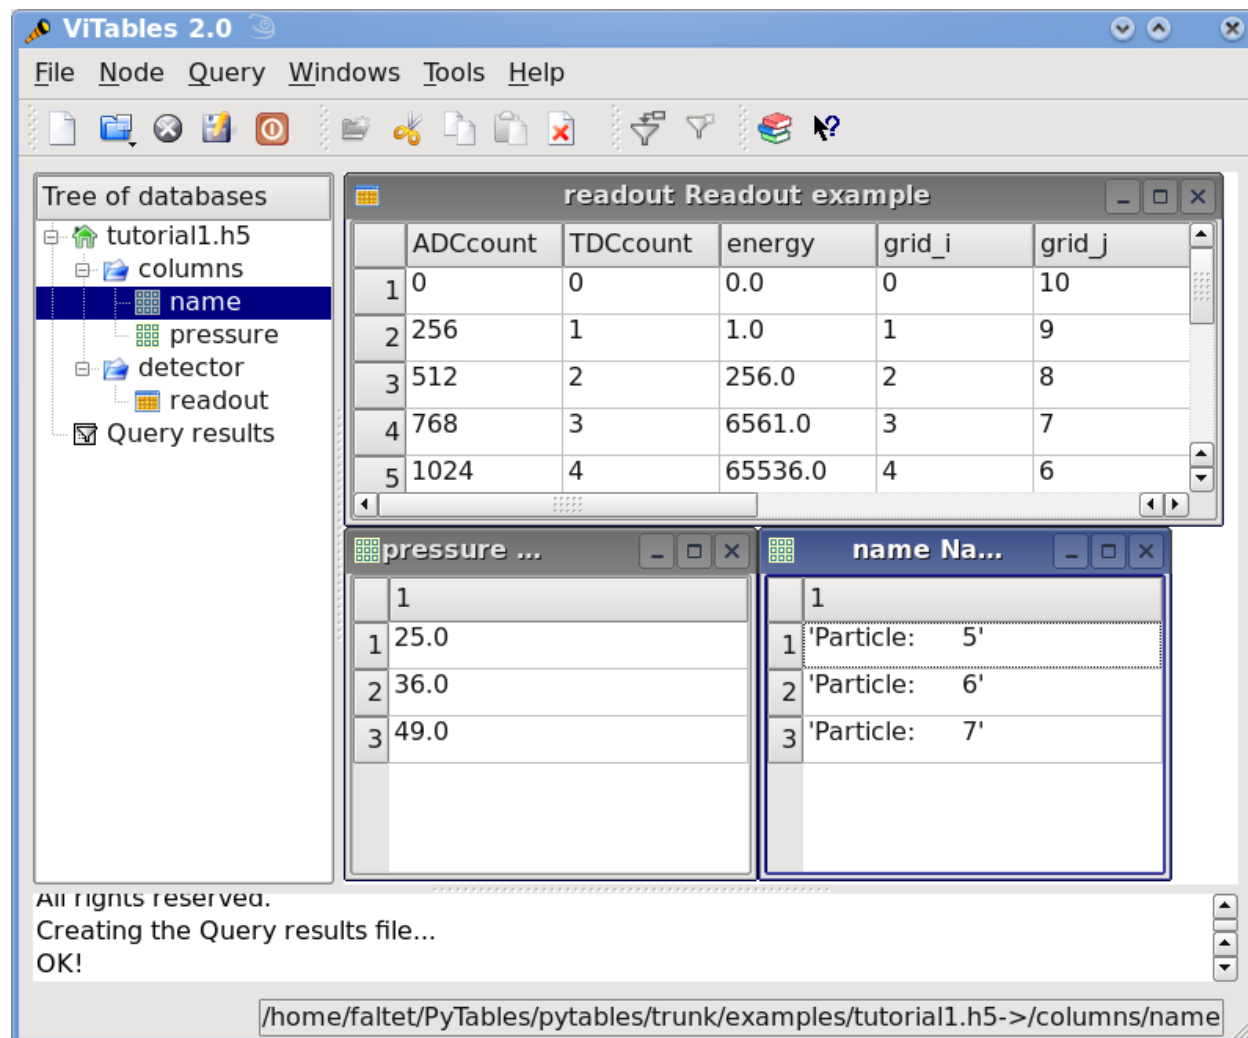 ViTables 2.0
File Node Query Windows Tools Help
Tree of databases
tutorial1.h5
columns
name
pressure
detector
readout
Query results
readout Readout example
ADCcount TDCcount energy grid_i grid_j
1 0 0 0.0 0 10
2 256 1 1.0 1 9
3 512 2 256.0 2 8
4 768 3 6561.0 3 7
5 1024 4 65536.0 4 6
pressure ...
1
1 25.0
2 36.0
3 49.0
name Na...
1
1 'Particle:      5'
2 'Particle:      6'
3 'Particle:      7'
All rights reserved.
Creating the Query results file...
OK!
/home/faltet/PyTables/pytables/trunk/examples/tutorial1.h5->/columns/name